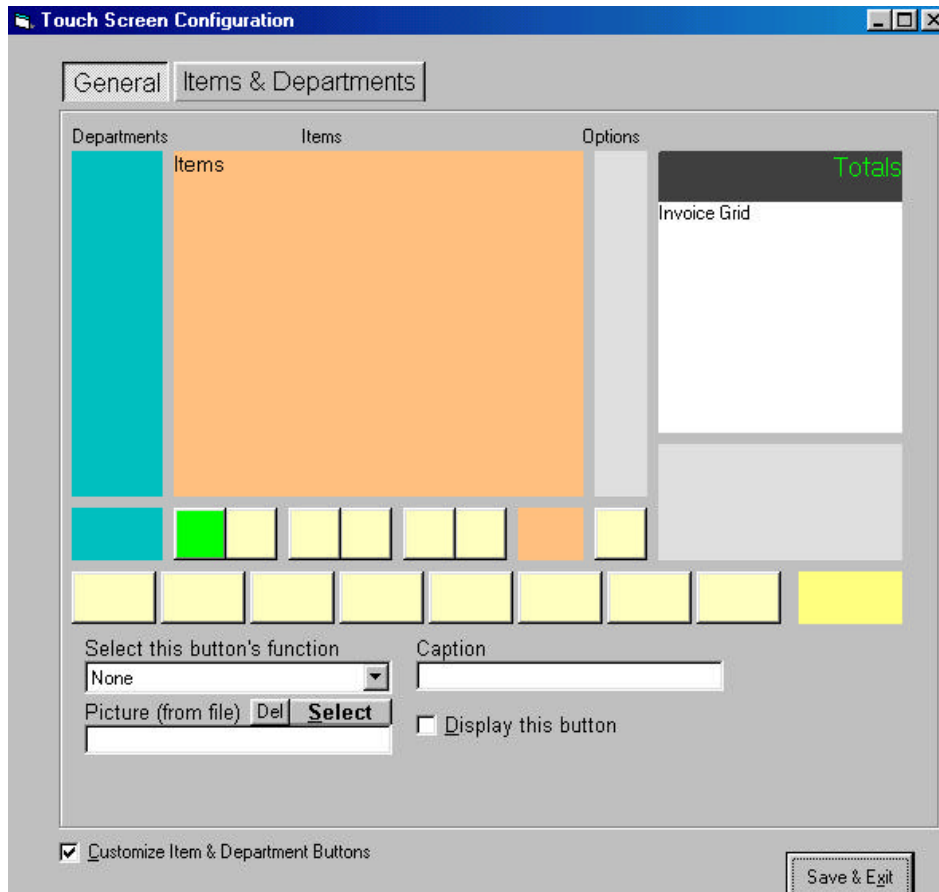 Touch Screen Configuration
General Items & Departments
Departments Items Options
Items
Totals
Invoice Grid
Select this button's function Caption
None
Picture (from file) Del Select
Display this button
Customize Item & Department Buttons
Save & Exit